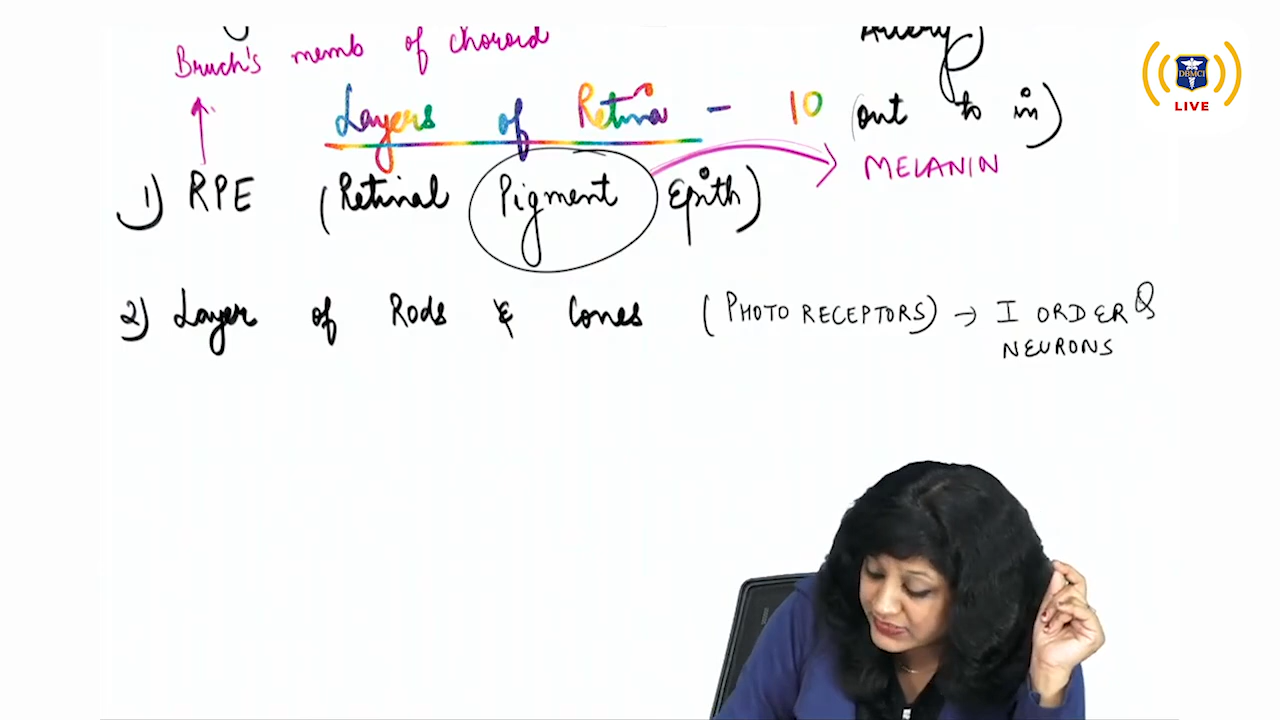 Artery)
Bruch's memb of choroid
Layers of Retina - 10 (out to in)
MELANIN
1) RPE (Retinal Pigment Epith)
2) Layer of Rods & Cones (PHOTO RECEPTORS) → I ORDER
NEURONS
DBMCI
LIVE